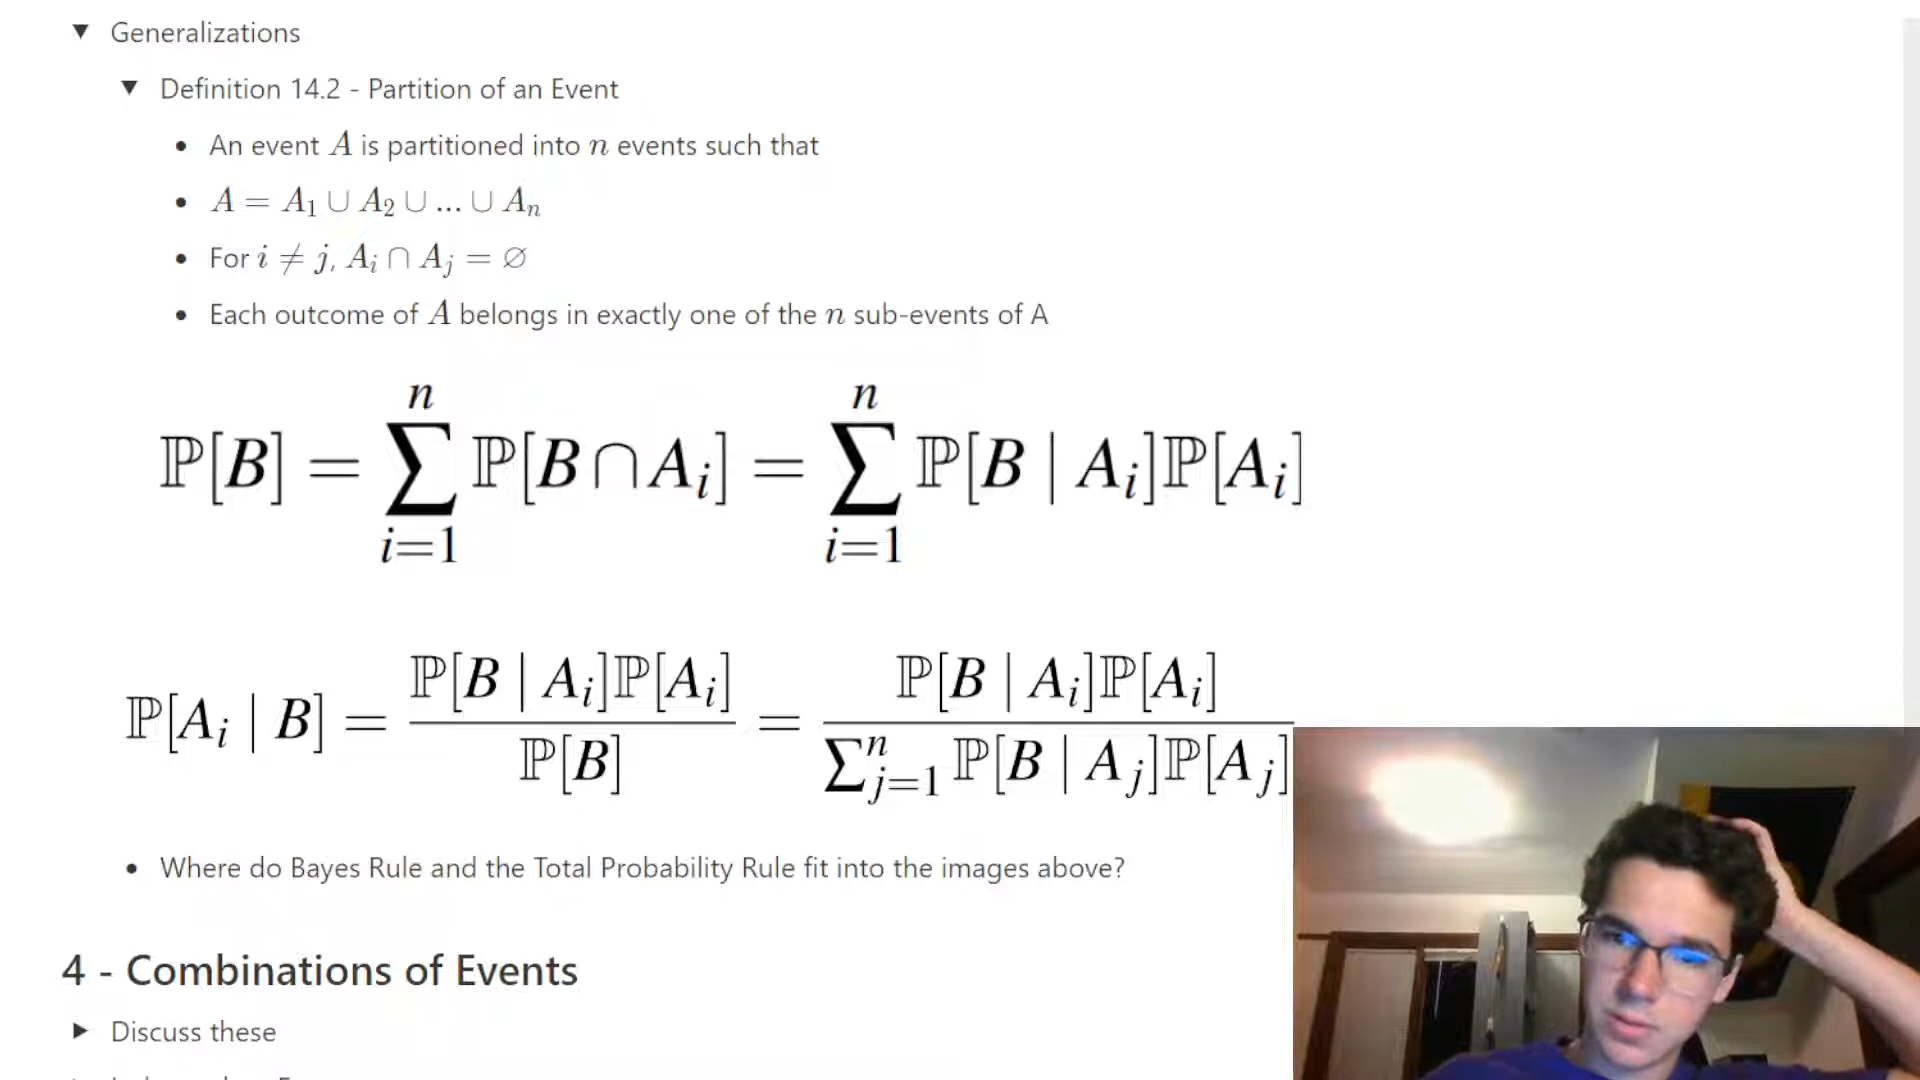 ▼ Generalizations
▼ Definition 14.2 - Partition of an Event
• An event A is partitioned into n events such that
• A = A₁ ∪ A₂ ∪ ... ∪ Aₙ
• For i ≠ j, Aᵢ ∩ Aⱼ = ∅
• Each outcome of A belongs in exactly one of the n sub-events of A
ℙ[B] = ∑_{i=1}^{n} ℙ[B ∩ Aᵢ] = ∑_{i=1}^{n} ℙ[B | Aᵢ]ℙ[Aᵢ]
ℙ[Aᵢ | B] = ℙ[B | Aᵢ]ℙ[Aᵢ] / ℙ[B] = ℙ[B | Aᵢ]ℙ[Aᵢ] / ∑_{j=1}^{n} ℙ[B | Aⱼ]ℙ[Aⱼ]
• Where do Bayes Rule and the Total Probability Rule fit into the images above?
4 - Combinations of Events
▶ Discuss these